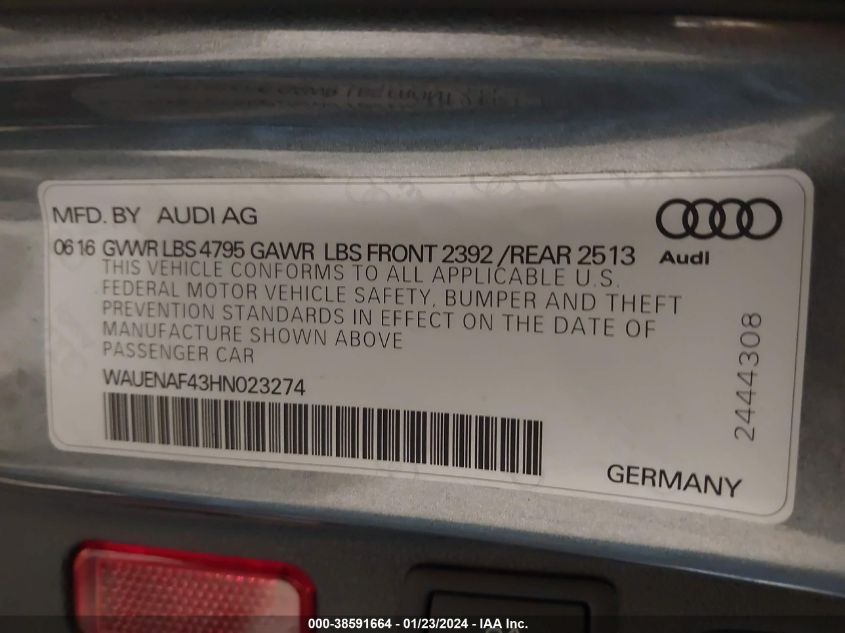 MFD. BY AUDI AG
Audi
06 16 GVWR LBS 4795 GAWR LBS FRONT 2392 /REAR 2513
THIS VEHICLE CONFORMS TO ALL APPLICABLE U.S.
FEDERAL MOTOR VEHICLE SAFETY, BUMPER AND THEFT
PREVENTION STANDARDS IN EFFECT ON THE DATE OF
MANUFACTURE SHOWN ABOVE
PASSENGER CAR
WAUENAF43HN023274
2444308
GERMANY
000-38591664 - 01/23/2024 - IAA Inc.